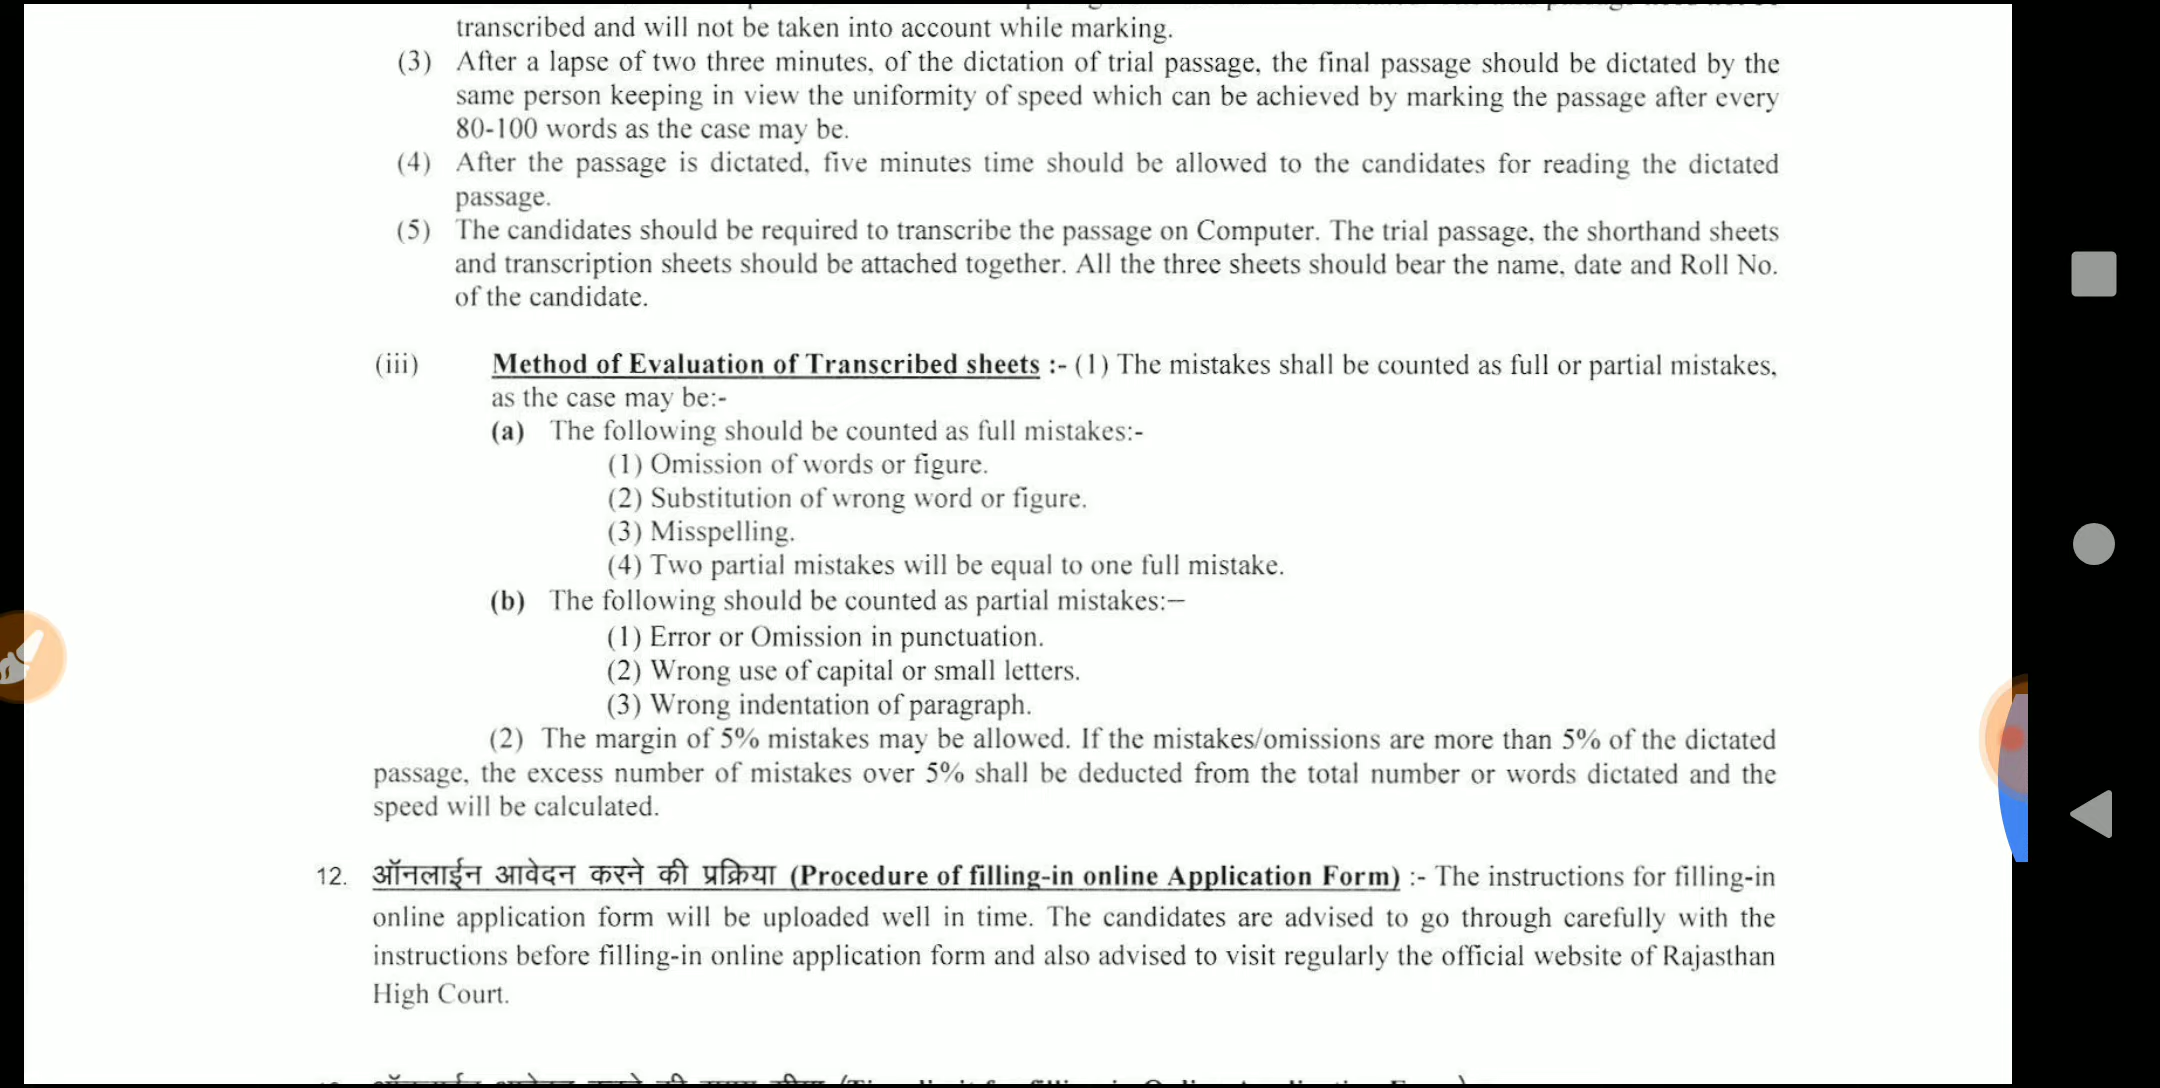 transcribed and will not be taken into account while marking.
(3) After a lapse of two three minutes, of the dictation of trial passage, the final passage should be dictated by the
same person keeping in view the uniformity of speed which can be achieved by marking the passage after every
80-100 words as the case may be.
(4) After the passage is dictated, five minutes time should be allowed to the candidates for reading the dictated
passage.
(5) The candidates should be required to transcribe the passage on Computer. The trial passage, the shorthand sheets
and transcription sheets should be attached together. All the three sheets should bear the name, date and Roll No.
of the candidate.
(iii) Method of Evaluation of Transcribed sheets :- (1) The mistakes shall be counted as full or partial mistakes,
as the case may be:-
(a) The following should be counted as full mistakes:-
(1) Omission of words or figure.
(2) Substitution of wrong word or figure.
(3) Misspelling.
(4) Two partial mistakes will be equal to one full mistake.
(b) The following should be counted as partial mistakes:—
(1) Error or Omission in punctuation.
(2) Wrong use of capital or small letters.
(3) Wrong indentation of paragraph.
(2) The margin of 5% mistakes may be allowed. If the mistakes/omissions are more than 5% of the dictated
passage, the excess number of mistakes over 5% shall be deducted from the total number or words dictated and the
speed will be calculated.
12. ऑनलाईन आवेदन करने की प्रक्रिया (Procedure of filling-in online Application Form) :- The instructions for filling-in
online application form will be uploaded well in time. The candidates are advised to go through carefully with the
instructions before filling-in online application form and also advised to visit regularly the official website of Rajasthan
High Court.